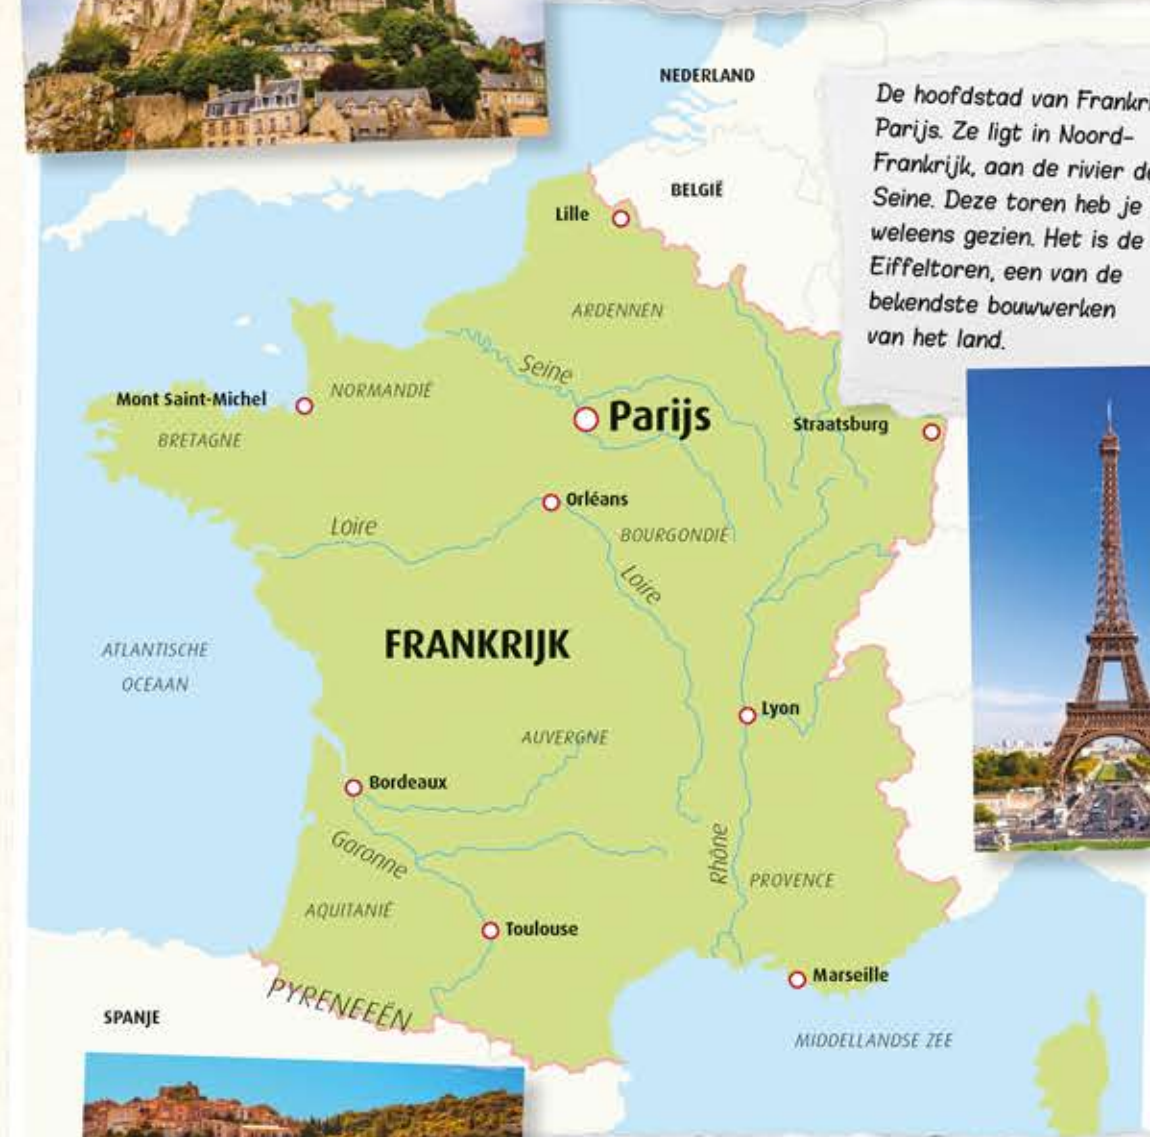 NEDERLAND
De hoofdstad van
Parijs. Ze ligt in Noord-
Frankrijk, aan de rivier
Seine. Deze toren heb je
weleens gezien. Het is de
Eiffeltoren, een van de
bekendste bouwwerken
van het land.
BELGIË
Lille
ARDENNEN
Seine
Mont Saint-Michel
NORMANDIË
Parijs
Straatsburg
BRETAGNE
Orléans
Loire
BOURGONDIË
Loire
FRANKRIJK
ATLANTISCHE
OCEAAN
Lyon
AUVERGNE
Bordeaux
Garonne
Rhône
PROVENCE
AQUITANIË
Toulouse
Marseille
PYRENEEËN
SPANJE
MIDDELLANDSE ZEE